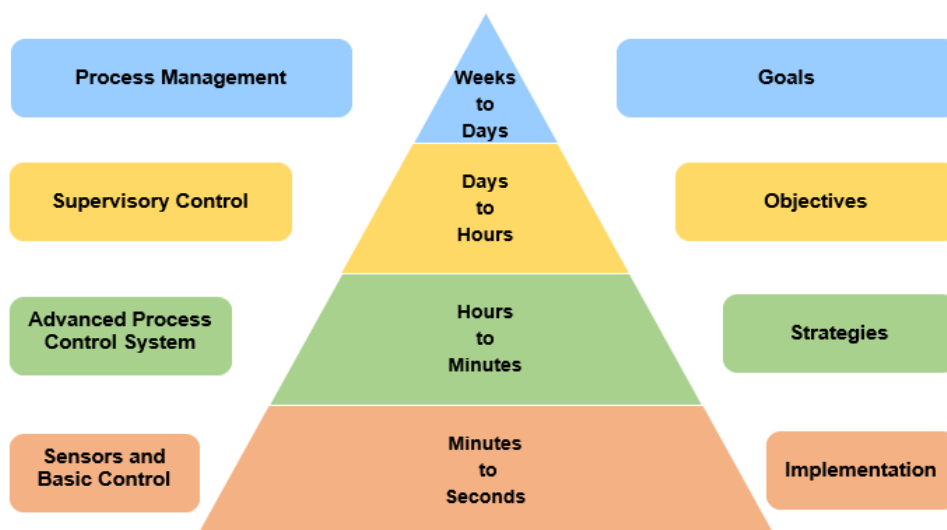 Process Management
Weeks
to
Days
Goals
Supervisory Control
Days
to
Hours
Objectives
Advanced Process
Control System
Hours
to
Minutes
Strategies
Sensors and
Basic Control
Minutes
to
Seconds
Implementation